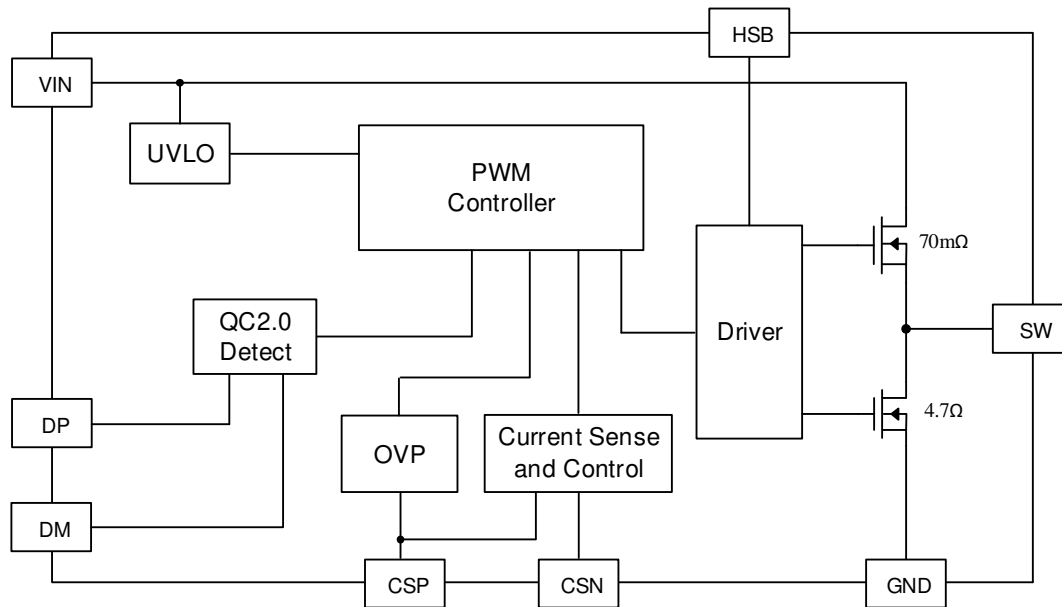 HSB
VIN
UVLO
PWM
Controller
70mΩ
QC2.0
Detect
Driver
SW
DP
OVP
Current Sense
and Control
4.7Ω
DM
CSP
CSN
GND